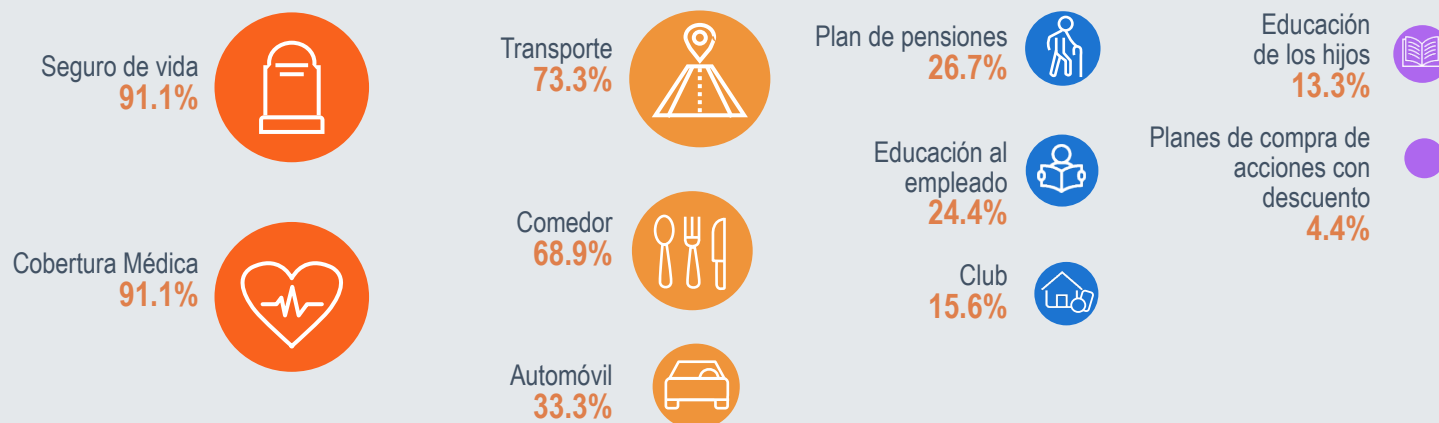 Seguro de vida
91.1%
Cobertura Médica
91.1%
Transporte
73.3%
Comedor
68.9%
Automóvil
33.3%
Plan de pensiones
26.7%
Educación al
empleado
24.4%
Club
15.6%
Educación
de los hijos
13.3%
Planes de compra de
acciones con
descuento
4.4%